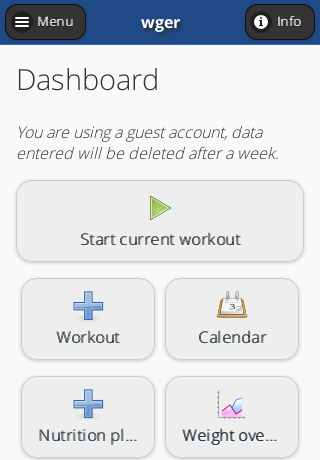 Menu
wger
Info
Dashboard
You are using a guest account, data
entered will be deleted after a week.
Start current workout
Workout
3
Calendar
Nutrition pl...
Weight ove...